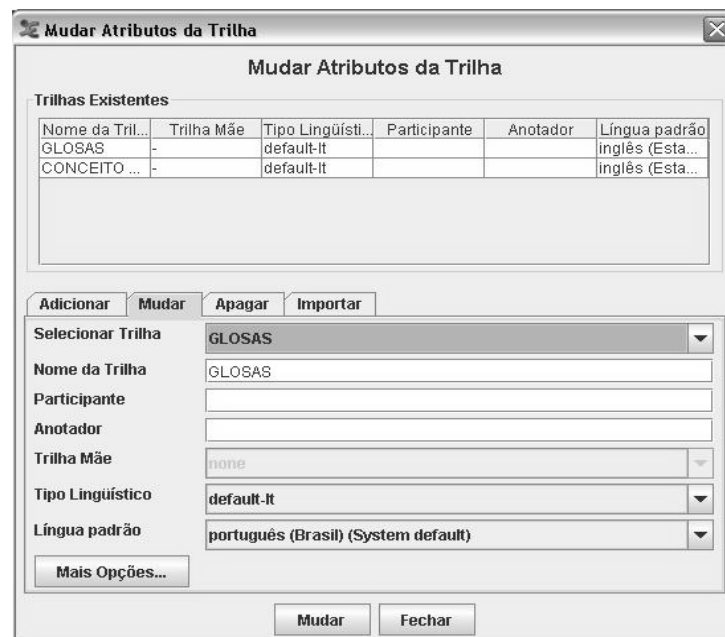 Mudar Atributos da Trilha
Mudar Atributos da Trilha
Trilhas Existentes
Nome da Tril... Trilha Mãe Tipo Lingüísti... Participante Anotador Língua padrão
GLOSAS - default-lt inglês (Esta...
CONCEITO ... - default-lt inglês (Esta...
Adicionar Mudar Apagar Importar
Selecionar Trilha GLOSAS
Nome da Trilha GLOSAS
Participante
Anotador
Trilha Mãe none
Tipo Lingüístico default-lt
Língua padrão português (Brasil) (System default)
Mais Opções...
Mudar Fechar